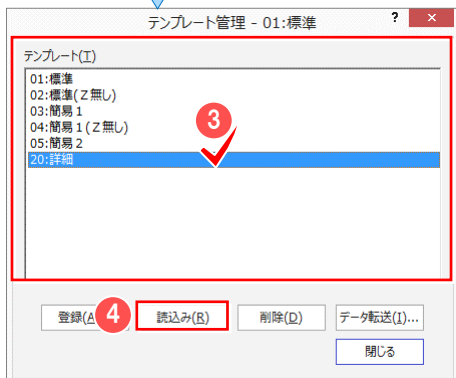 テンプレート管理 - 01:標準
? ×
テンプレート(T)
01:標準
02:標準(Z無し)
03:簡易1
04:簡易1(Z無し)
05:簡易2
20:詳細
3
登録(A
4
読込み(R)
削除(D)
データ転送(I)...
閉じる